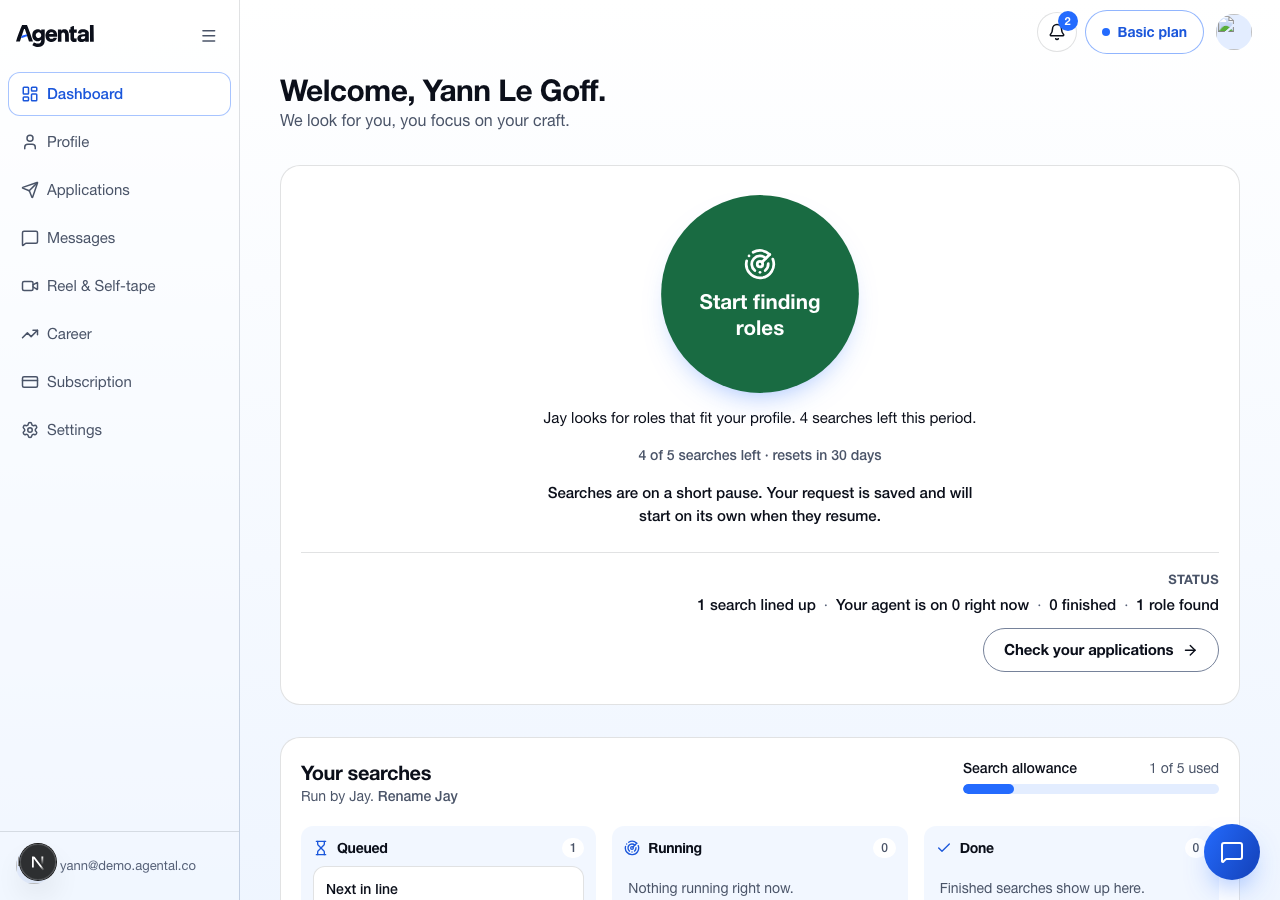 Agental
2
Basic plan
Dashboard
Profile
Applications
Messages
Reel & Self-tape
Career
Subscription
Settings
N
yann@demo.agental.co
Welcome, Yann Le Goff.
We look for you, you focus on your craft.
Start finding
roles
Jay looks for roles that fit your profile. 4 searches left this period.
4 of 5 searches left · resets in 30 days
Searches are on a short pause. Your request is saved and will
start on its own when they resume.
STATUS
1 search lined up · Your agent is on 0 right now · 0 finished · 1 role found
Check your applications
Your searches
Run by Jay. Rename Jay
Search allowance 1 of 5 used
Queued 1
Next in line
Running 0
Nothing running right now.
Done 0
Finished searches show up here.